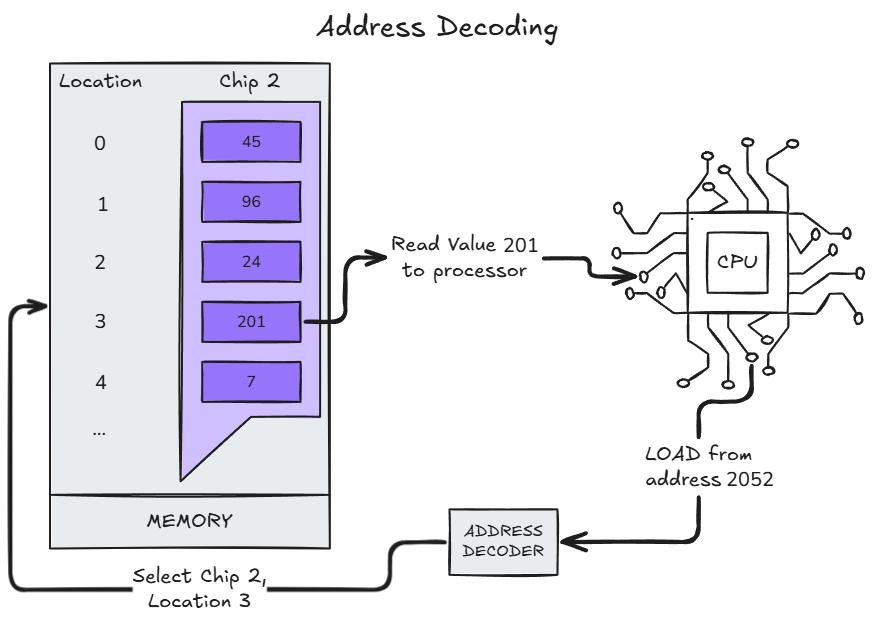 Address Decoding
Location
Chip 2
0
45
1
96
2
24
3
201
4
7
...
MEMORY
Read Value 201
to processor
CPU
LOAD from
address 2052
ADDRESS
DECODER
Select Chip 2,
Location 3